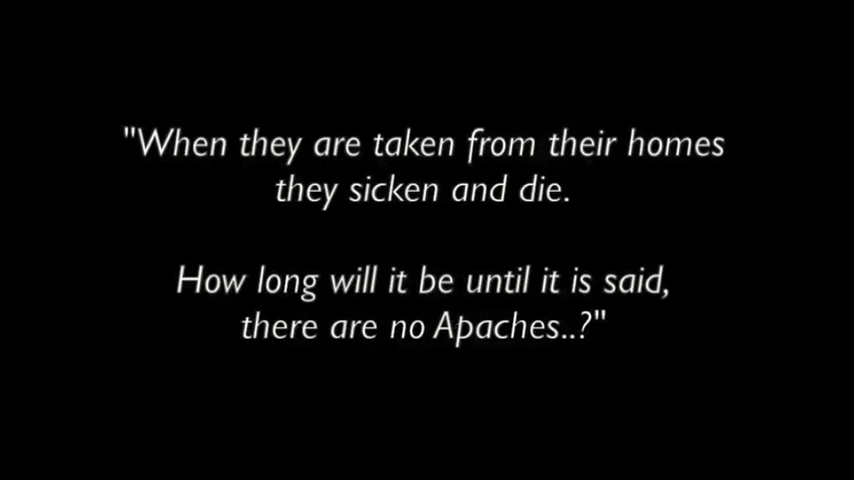 "When they are taken from their homes
they sicken and die.
How long will it be until it is said,
there are no Apaches..?"